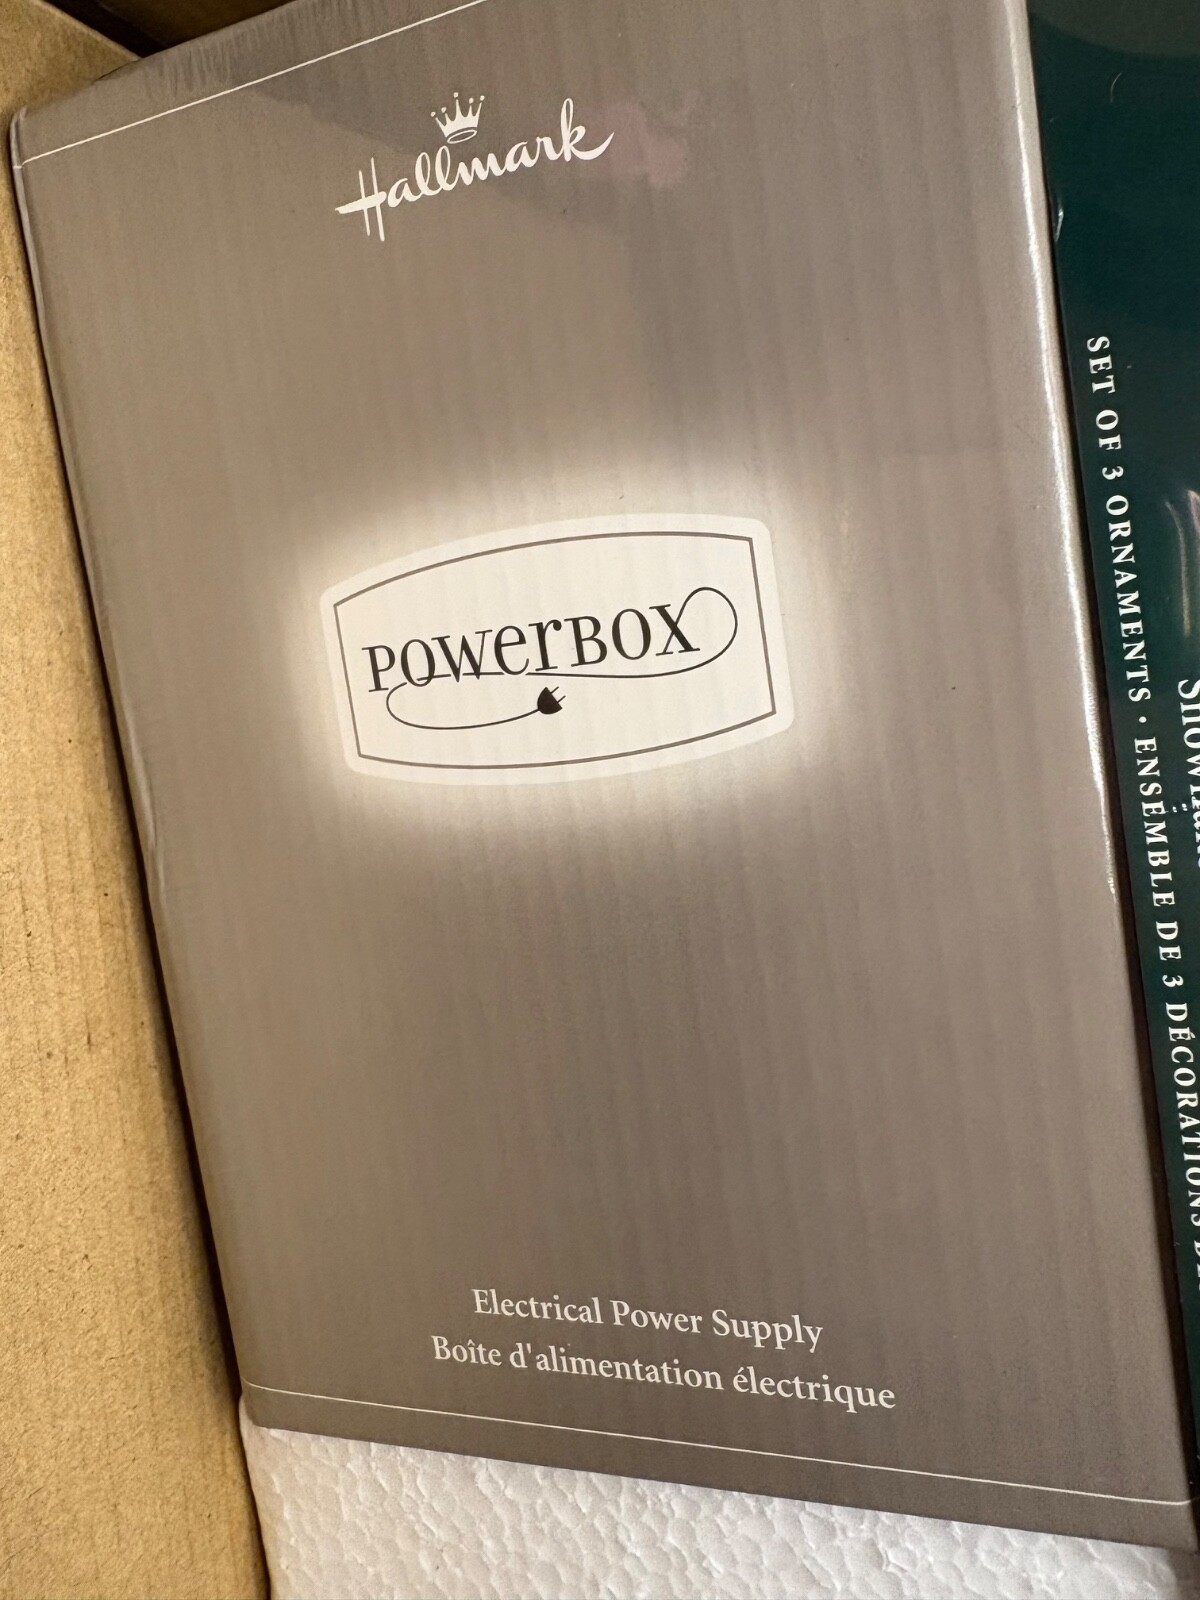 Hallmark
POWerBOX
Electrical Power Supply
Boîte d'alimentation électrique
SET OF 3 ORNAMENTS · ENSEMBLE DE 3 DÉCORATIONS